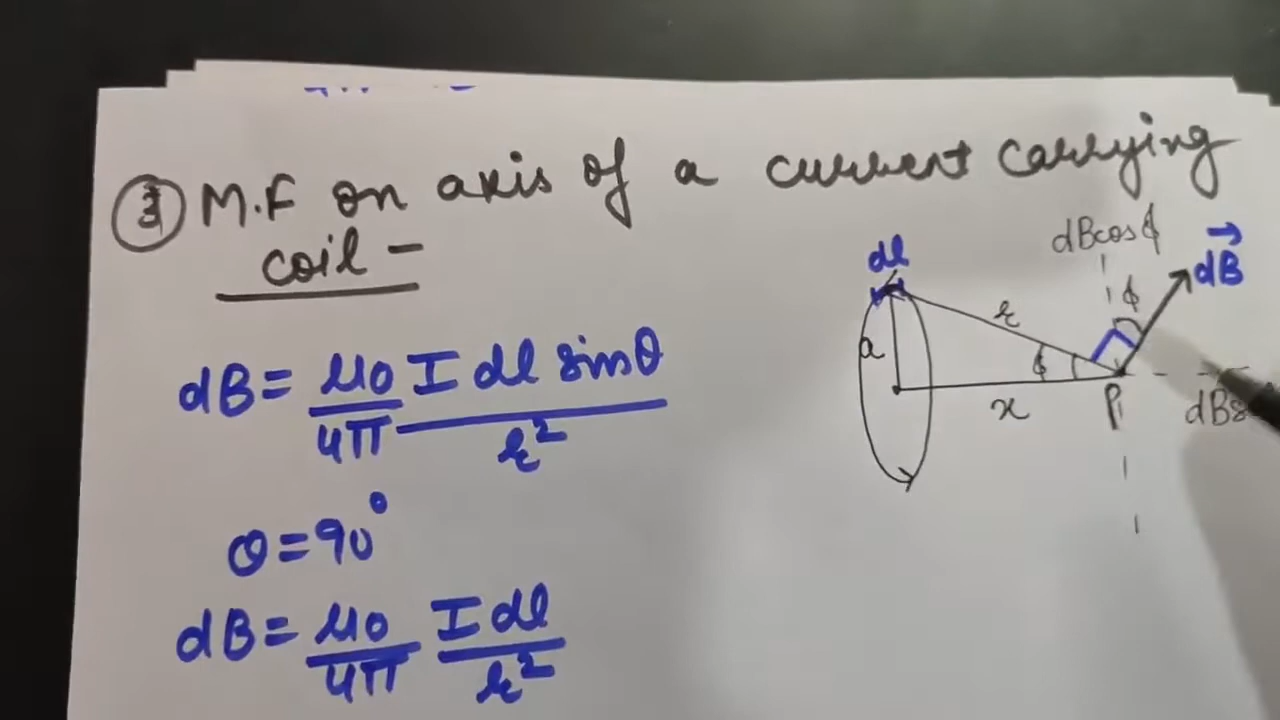 ③ M.F on axis of a current carrying
coil -
dB = μ0/4π I dl sinθ/r²
θ = 90°
dB = μ0/4π I dl/r²
dl
a
r
ϕ
x
P
dBcosϕ
ϕ
dB→